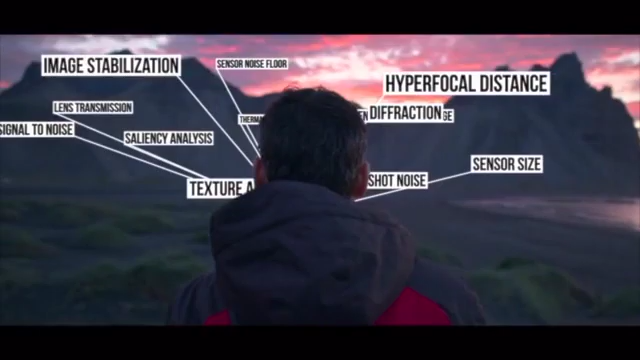 IMAGE STABILIZATION
SENSOR NOISE FLOOR
HYPERFOCAL DISTANCE
LENS TRANSMISSION
DIFFRACTION
SIGNAL TO NOISE
SALIENCY ANALYSIS
SENSOR SIZE
TEXTURE
SHOT NOISE